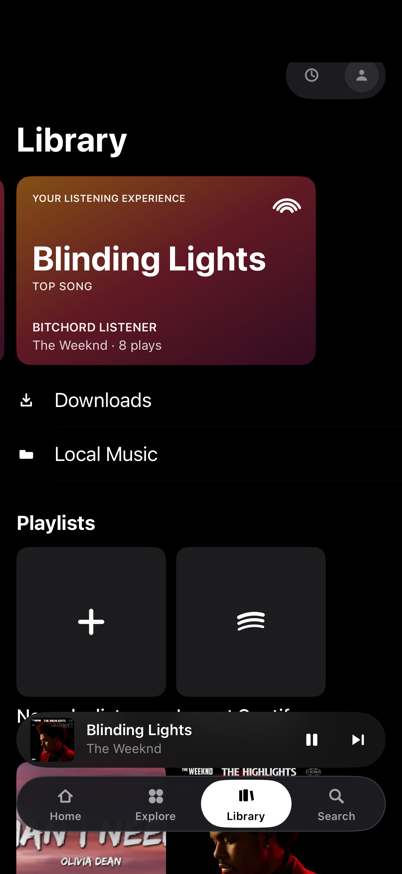 Library
YOUR LISTENING EXPERIENCE
Blinding Lights
TOP SONG
BITCHORD LISTENER
The Weeknd · 8 plays
Downloads
Local Music
Playlists
Blinding Lights
The Weeknd
THE WEEKND THE HIGHLIGHTS
Home
Explore
Library
Search
OLIVIA DEAN